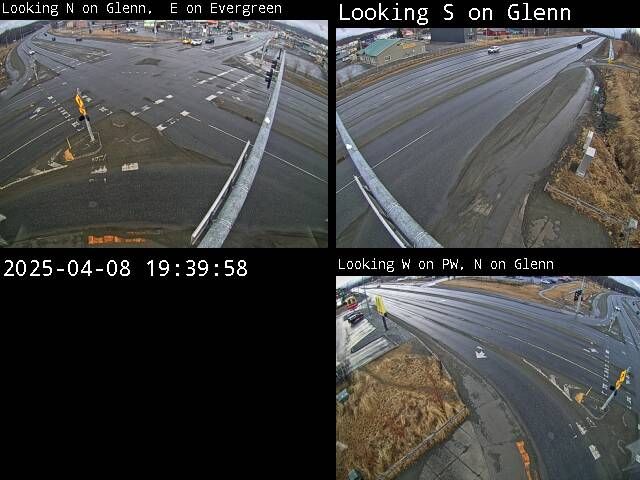 Looking N on Glenn, E on Evergreen
Looking S on Glenn
2025-04-08 19:39:58
Looking W on PW, N on Glenn